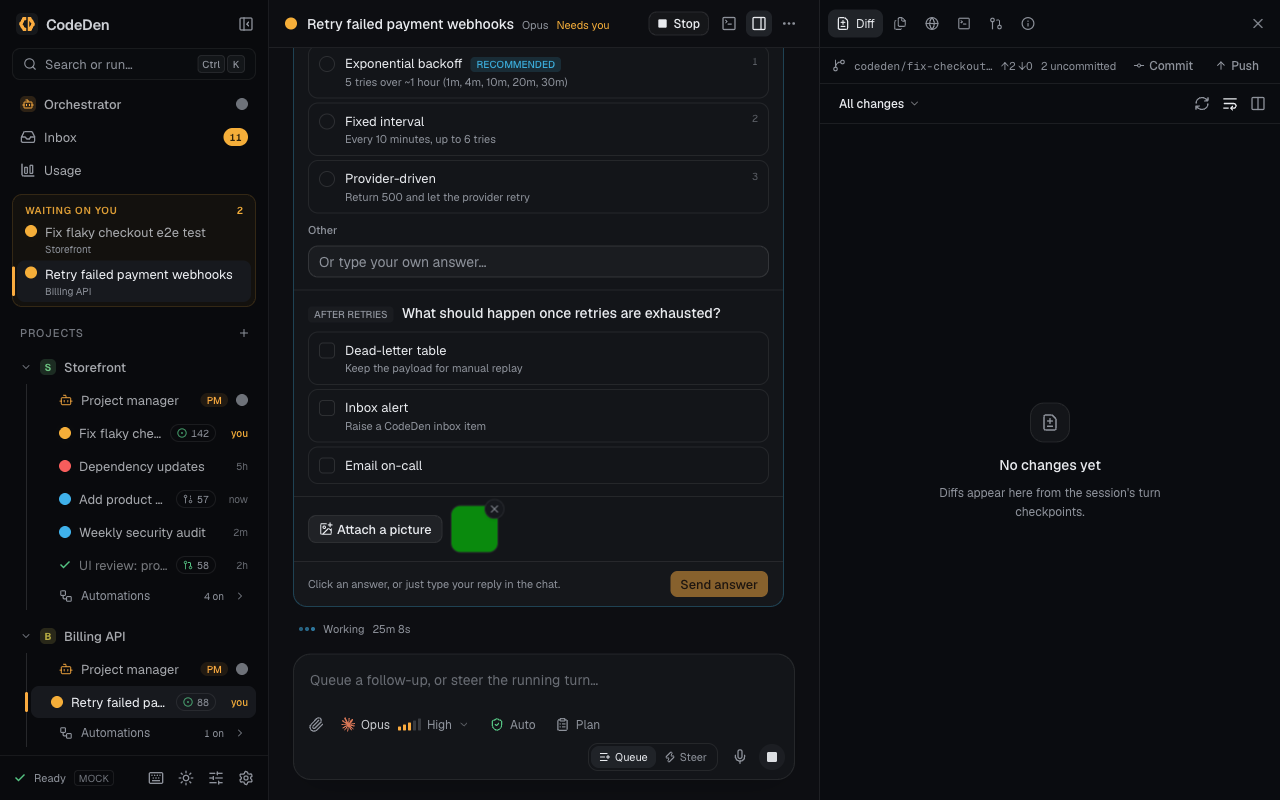 CodeDen
Search or run…
Ctrl K
Orchestrator
Inbox
11
Usage
WAITING ON YOU 2
Fix flaky checkout e2e test
Storefront
Retry failed payment webhooks
Billing API
PROJECTS
S Storefront
Project manager PM
Fix flaky che… 142 you
Dependency updates 5h
Add product … 57 now
Weekly security audit 2m
UI review: pro… 58 2h
Automations 4 on
B Billing API
Project manager PM
Retry failed pa… 88 you
Automations 1 on
Ready MOCK
Retry failed payment webhooks Opus Needs you
Stop
Exponential backoff RECOMMENDED 1
5 tries over ~1 hour (1m, 4m, 10m, 20m, 30m)
Fixed interval 2
Every 10 minutes, up to 6 tries
Provider-driven 3
Return 500 and let the provider retry
Other
Or type your own answer…
AFTER RETRIES What should happen once retries are exhausted?
Dead-letter table
Keep the payload for manual replay
Inbox alert
Raise a CodeDen inbox item
Email on-call
Attach a picture
Click an answer, or just type your reply in the chat.
Send answer
Working 25m 8s
Queue a follow-up, or steer the running turn…
Opus High Auto Plan
Queue Steer
Diff
codeden/fix-checkout… ↑2 ↓0 2 uncommitted Commit Push
All changes
No changes yet
Diffs appear here from the session's turn
checkpoints.